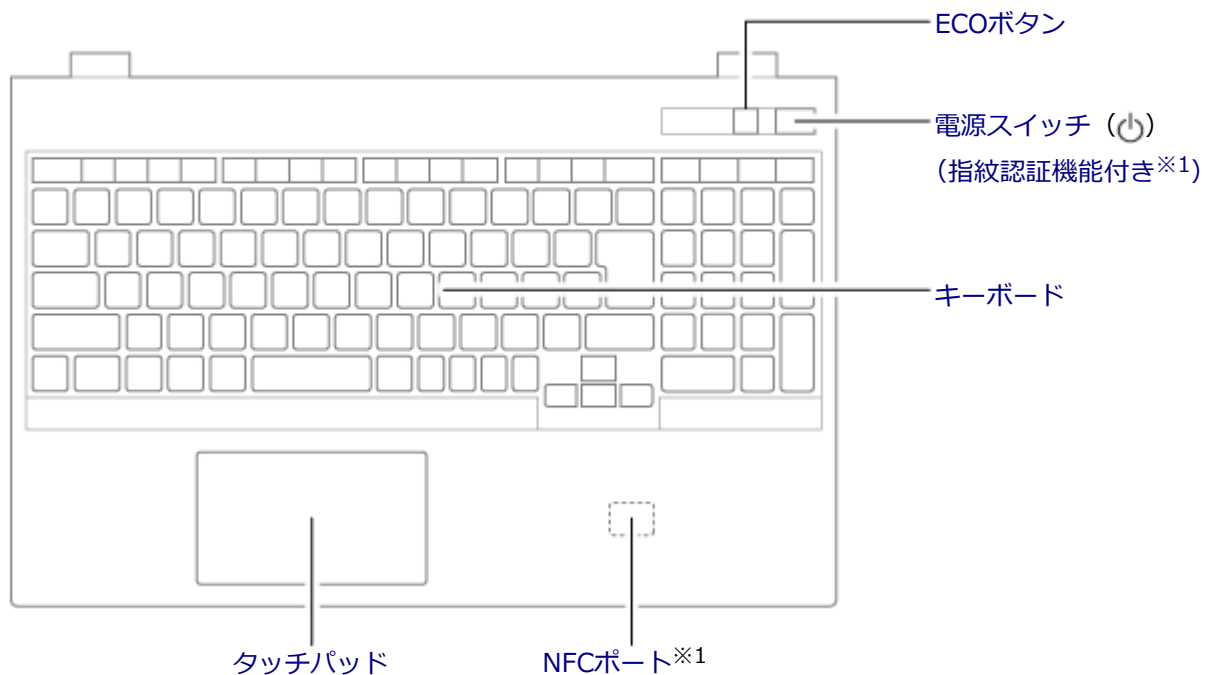 ECOボタン
電源スイッチ（⏻）
（指紋認証機能付き※1）
キーボード
タッチパッド
NFCポート※1